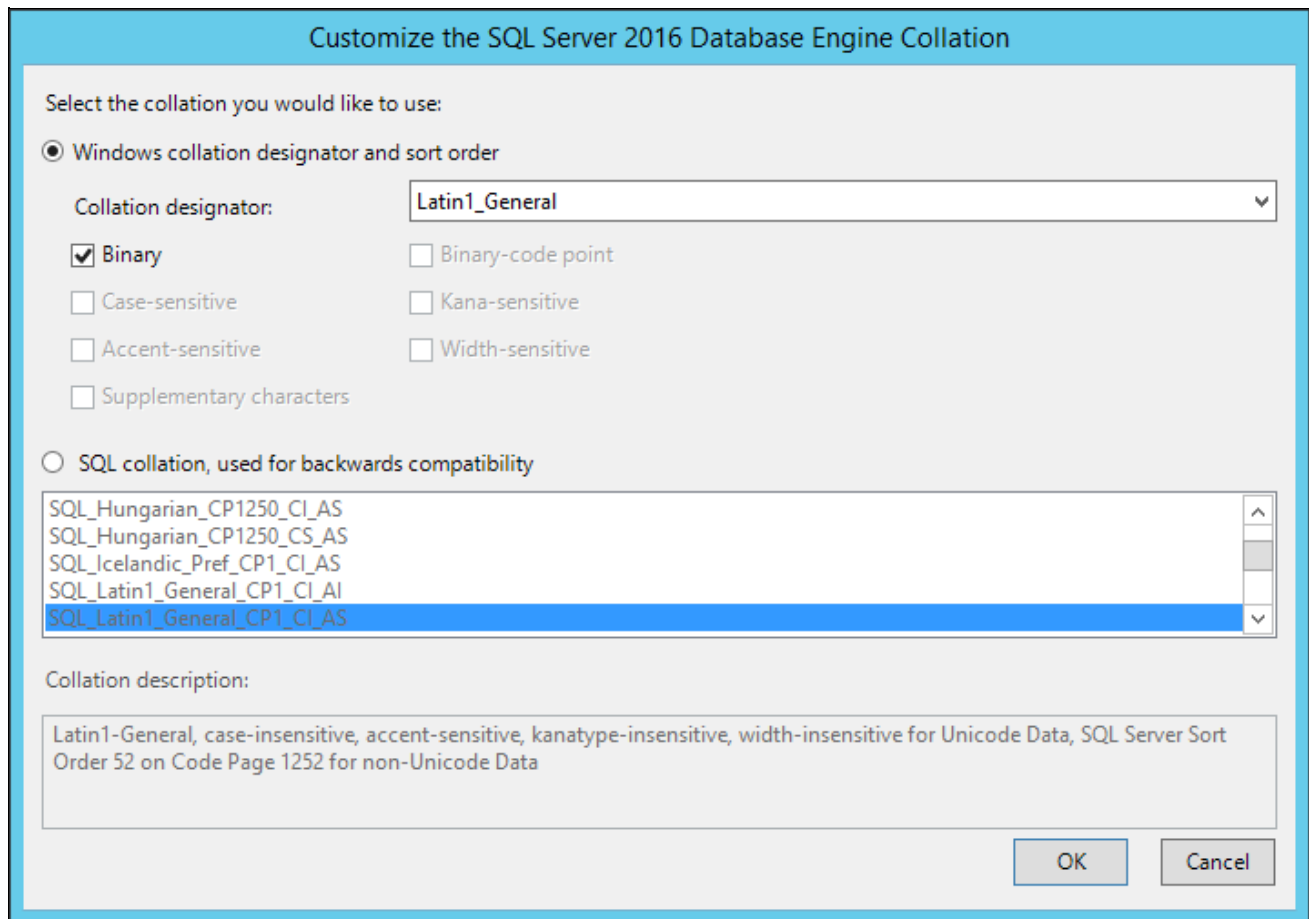 Customize the SQL Server 2016 Database Engine Collation
Select the collation you would like to use:
Windows collation designator and sort order
Collation designator:
Latin1_General
Binary
Binary-code point
Case-sensitive
Kana-sensitive
Accent-sensitive
Width-sensitive
Supplementary characters
SQL collation, used for backwards compatibility
SQL_Hungarian_CP1250_CI_AS
SQL_Hungarian_CP1250_CS_AS
SQL_Icelandic_Pref_CP1_CI_AS
SQL_Latin1_General_CP1_CI_AI
SQL_Latin1_General_CP1_CI_AS
Collation description:
Latin1-General, case-insensitive, accent-sensitive, kanatype-insensitive, width-insensitive for Unicode Data, SQL Server Sort
Order 52 on Code Page 1252 for non-Unicode Data
OK
Cancel